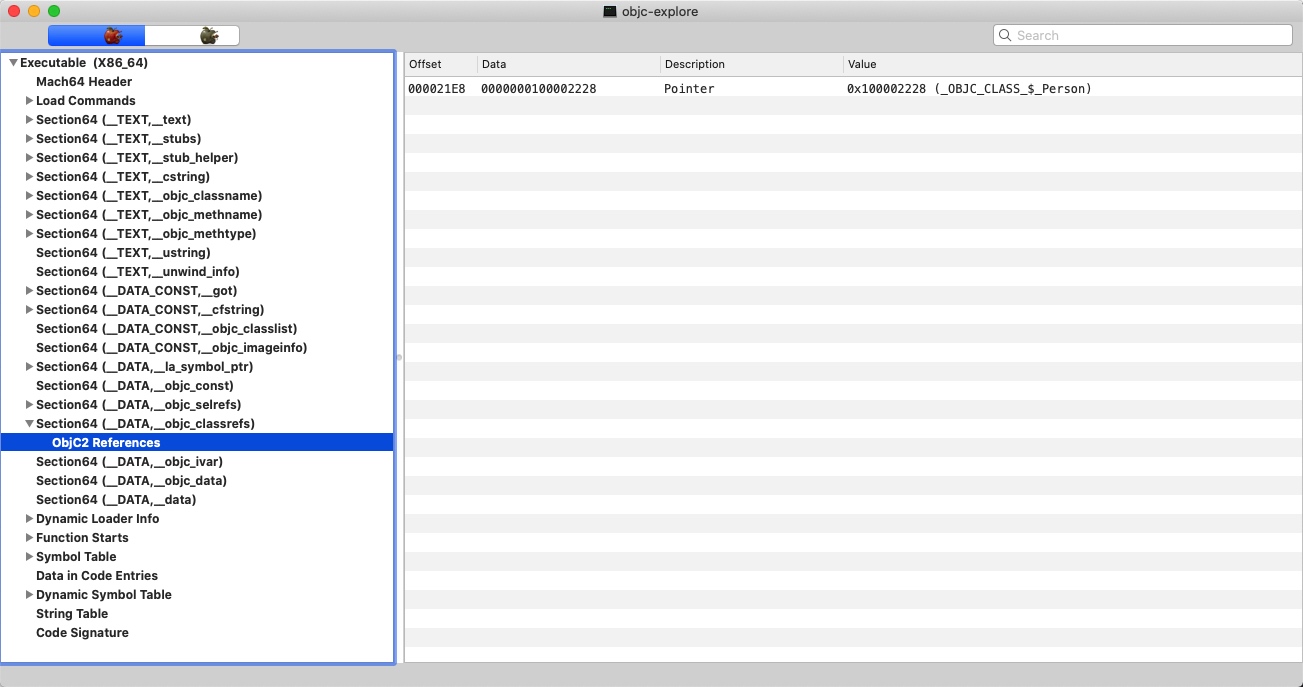 objc-explore
Search
Executable (X86_64)
Mach64 Header
Load Commands
Section64 (__TEXT,__text)
Section64 (__TEXT,__stubs)
Section64 (__TEXT,__stub_helper)
Section64 (__TEXT,__cstring)
Section64 (__TEXT,__objc_classname)
Section64 (__TEXT,__objc_methname)
Section64 (__TEXT,__objc_methtype)
Section64 (__TEXT,__ustring)
Section64 (__TEXT,__unwind_info)
Section64 (__DATA_CONST,__got)
Section64 (__DATA_CONST,__cfstring)
Section64 (__DATA_CONST,__objc_classlist)
Section64 (__DATA_CONST,__objc_imageinfo)
Section64 (__DATA,__la_symbol_ptr)
Section64 (__DATA,__objc_const)
Section64 (__DATA,__objc_selrefs)
Section64 (__DATA,__objc_classrefs)
ObjC2 References
Section64 (__DATA,__objc_ivar)
Section64 (__DATA,__objc_data)
Section64 (__DATA,__data)
Dynamic Loader Info
Function Starts
Symbol Table
Data in Code Entries
Dynamic Symbol Table
String Table
Code Signature
Offset Data Description Value
000021E8 0000000100002228 Pointer 0x100002228 (_OBJC_CLASS_$_Person)